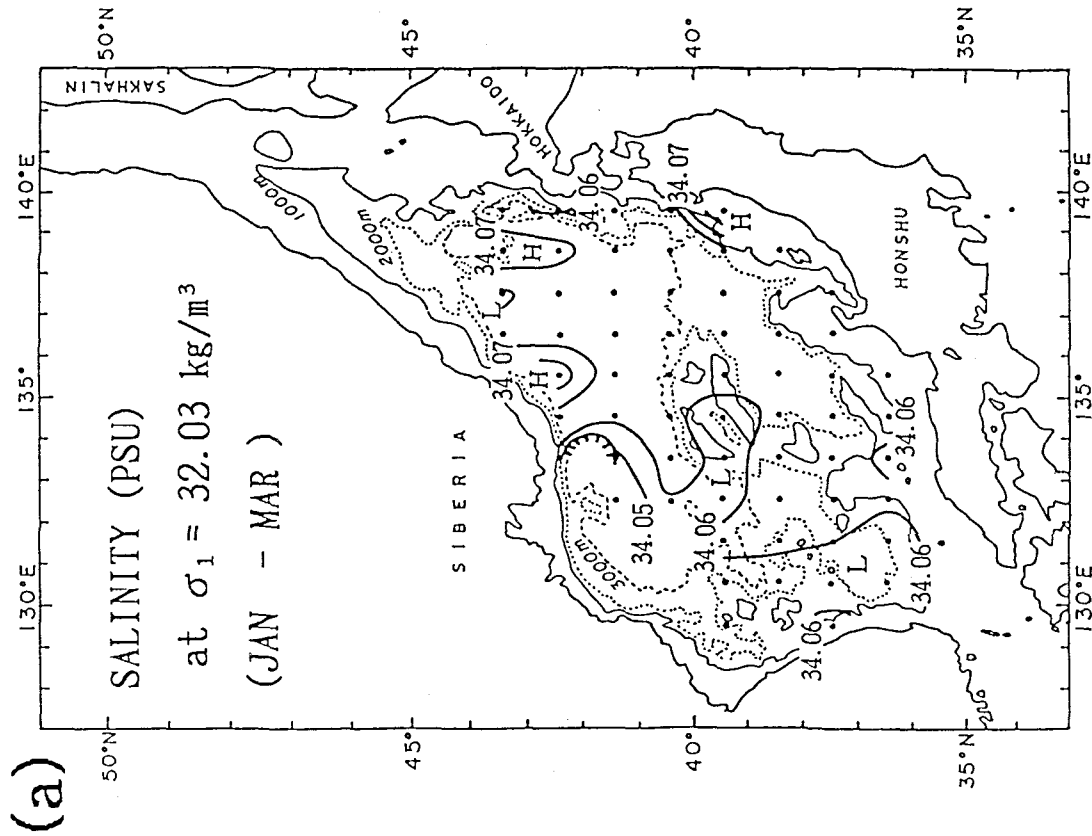 (a)
SALINITY (PSU)
at σ₁ = 32.03 kg/m³
(JAN – MAR )
130°E
135°
140°E
50°N
45°
40°
35°N
50°N
45°
40°
35°N
130°E
135°
140°E
SAKHALIN
HOKKAIDO
SIBERIA
HONSHU
1000m
2000m
3000m
34.07
H
L
34.07
H
34.06
34.07
H
34.05
34.06
L
34.06
L
34.06
34.06